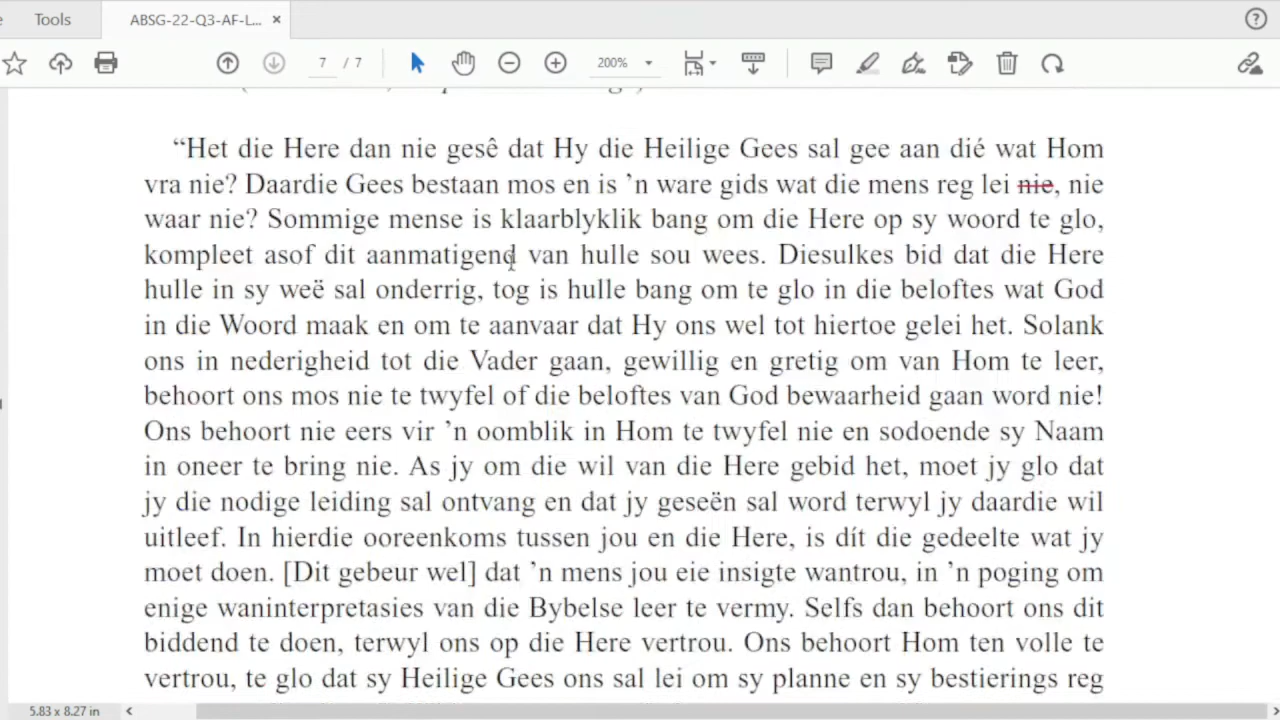 Tools
ABSG-22-Q3-AF-L... ×
7 / 7
200%
“Het die Here dan nie gesê dat Hy die Heilige Gees sal gee aan dié wat Hom
vra nie? Daardie Gees bestaan mos en is ’n ware gids wat die mens reg lei nie, nie
waar nie? Sommige mense is klaarblyklik bang om die Here op sy woord te glo,
kompleet asof dit aanmatigend van hulle sou wees. Diesulkes bid dat die Here
hulle in sy weë sal onderrig, tog is hulle bang om te glo in die beloftes wat God
in die Woord maak en om te aanvaar dat Hy ons wel tot hiertoe gelei het. Solank
ons in nederigheid tot die Vader gaan, gewillig en gretig om van Hom te leer,
behoort ons mos nie te twyfel of die beloftes van God bewaarheid gaan word nie!
Ons behoort nie eers vir ’n oomblik in Hom te twyfel nie en sodoende sy Naam
in oneer te bring nie. As jy om die wil van die Here gebid het, moet jy glo dat
jy die nodige leiding sal ontvang en dat jy geseën sal word terwyl jy daardie wil
uitleef. In hierdie ooreenkoms tussen jou en die Here, is dít die gedeelte wat jy
moet doen. [Dit gebeur wel] dat ’n mens jou eie insigte wantrou, in ’n poging om
enige waninterpretasies van die Bybelse leer te vermy. Selfs dan behoort ons dit
biddend te doen, terwyl ons op die Here vertrou. Ons behoort Hom ten volle te
vertrou, te glo dat sy Heilige Gees ons sal lei om sy planne en sy bestierings reg
5.83 x 8.27 in